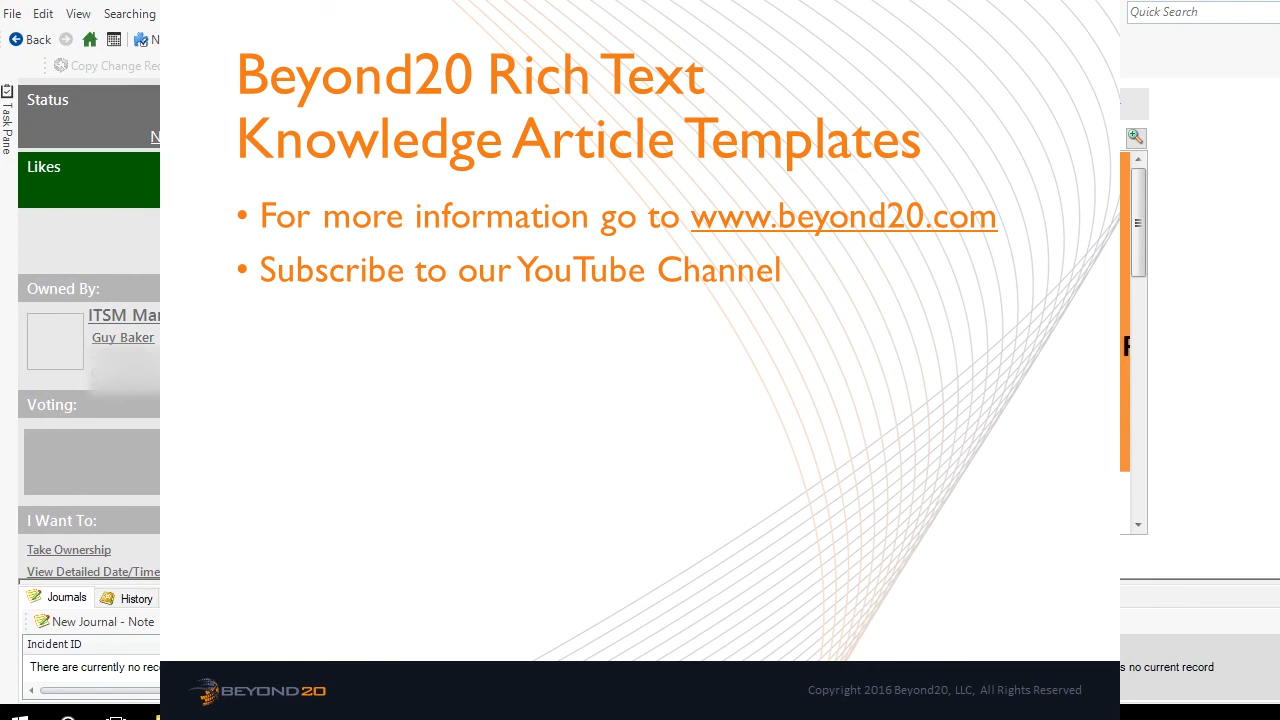 File Edit View Searching
Quick Search
Back
Copy Change Rec
Task Pane
Status
Likes
Beyond20 Rich Text
Knowledge Article Templates
• For more information go to www.beyond20.com
• Subscribe to our YouTube Channel
Owned By:
ITSM Mar
Guy Baker
Voting:
I Want To:
Take Ownership
View Detailed Date/Time
Journals History
New Journal - Note
Incident ID
There are currently no reco
s no current record
BEYOND20
Copyright 2016 Beyond20, LLC, All Rights Reserved